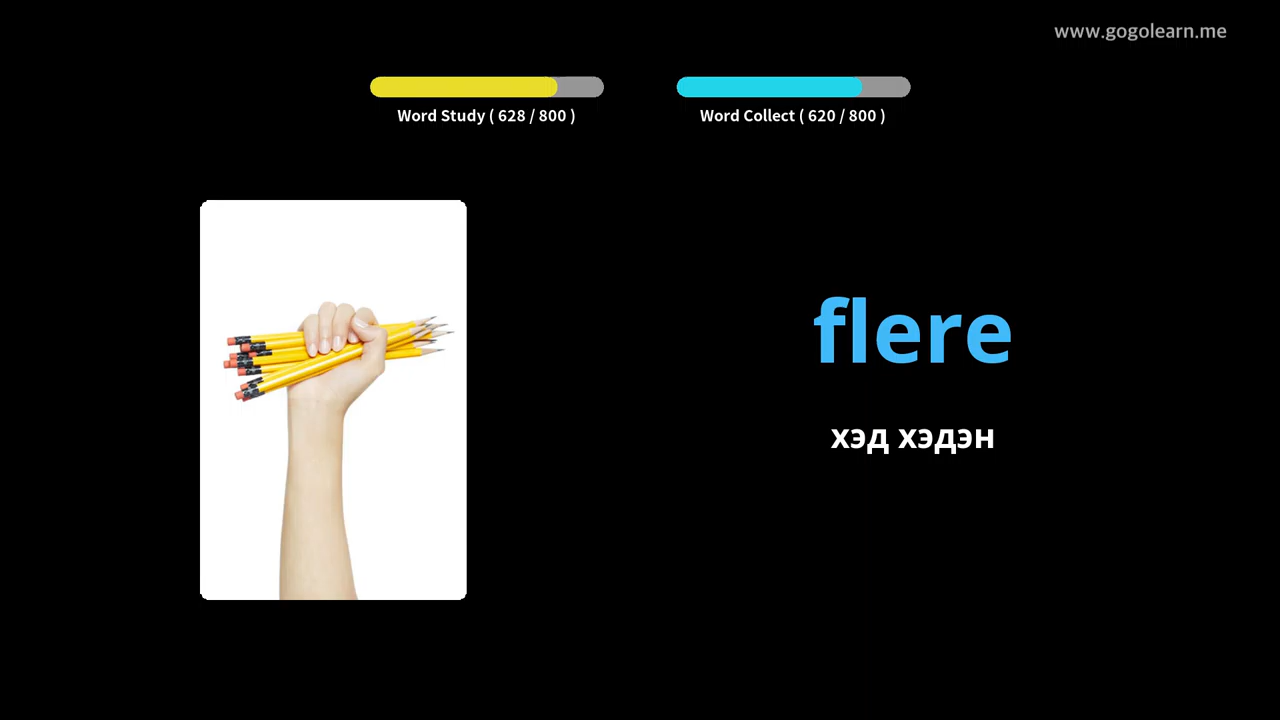 www.gogolearn.me
Word Study ( 628 / 800 )
Word Collect ( 620 / 800 )
flere
хэд хэдэн